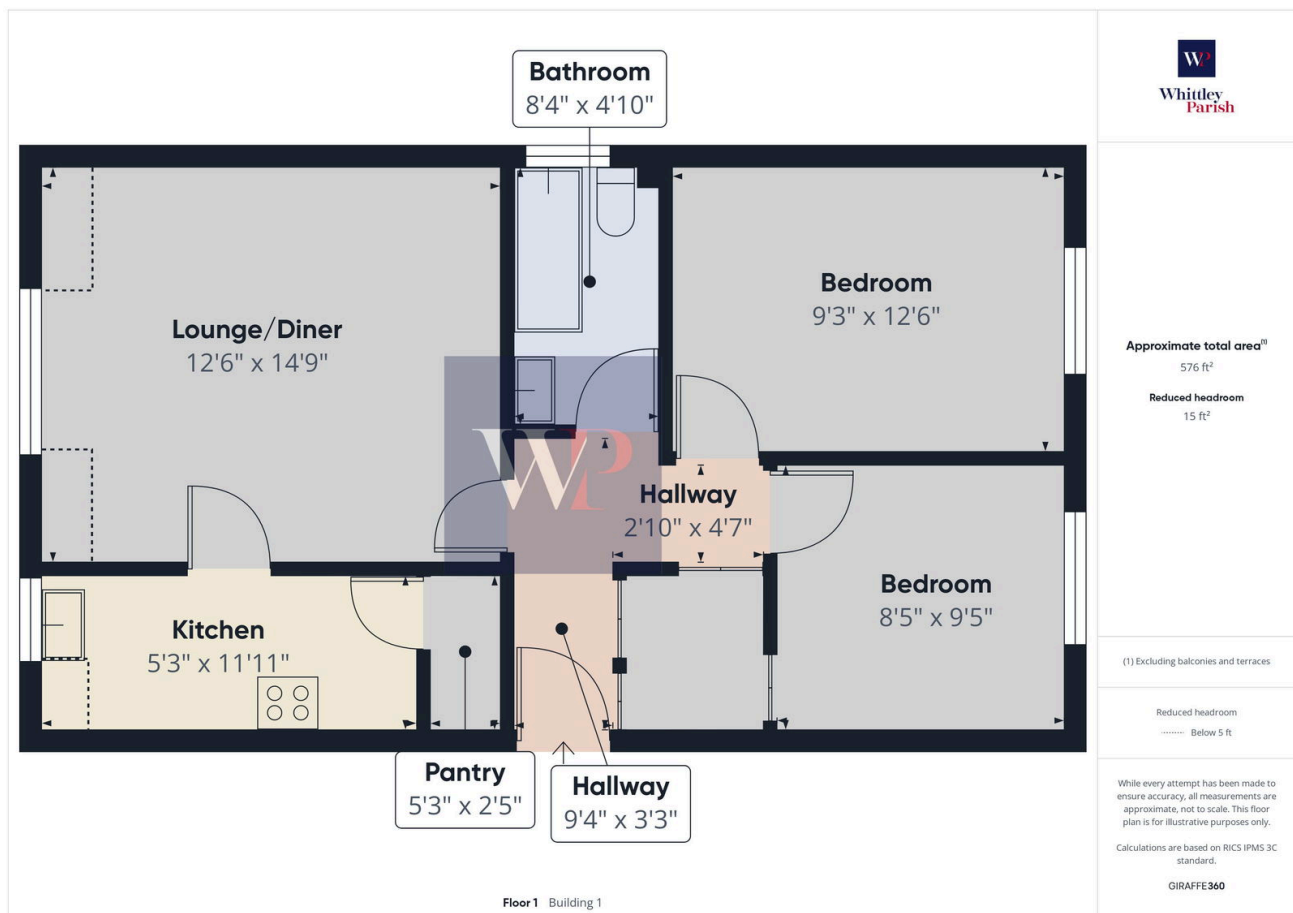 Bathroom
8'4" x 4'10"
Lounge/Diner
12'6" x 14'9"
Bedroom
9'3" x 12'6"
WP
Hallway
2'10" x 4'7"
Bedroom
8'5" x 9'5"
Kitchen
5'3" x 11'11"
Pantry
5'3" x 2'5"
Hallway
9'4" x 3'3"
Floor 1 Building 1
WP
Whittley
Parish
Approximate total area(1)
576 ft²
Reduced headroom
15 ft²
(1) Excluding balconies and terraces
Reduced headroom
Below 5 ft
While every attempt has been made to
ensure accuracy, all measurements are
approximate, not to scale. This floor
plan is for illustrative purposes only.
Calculations are based on RICS IPMS 3C
standard.
GIRAFFE360